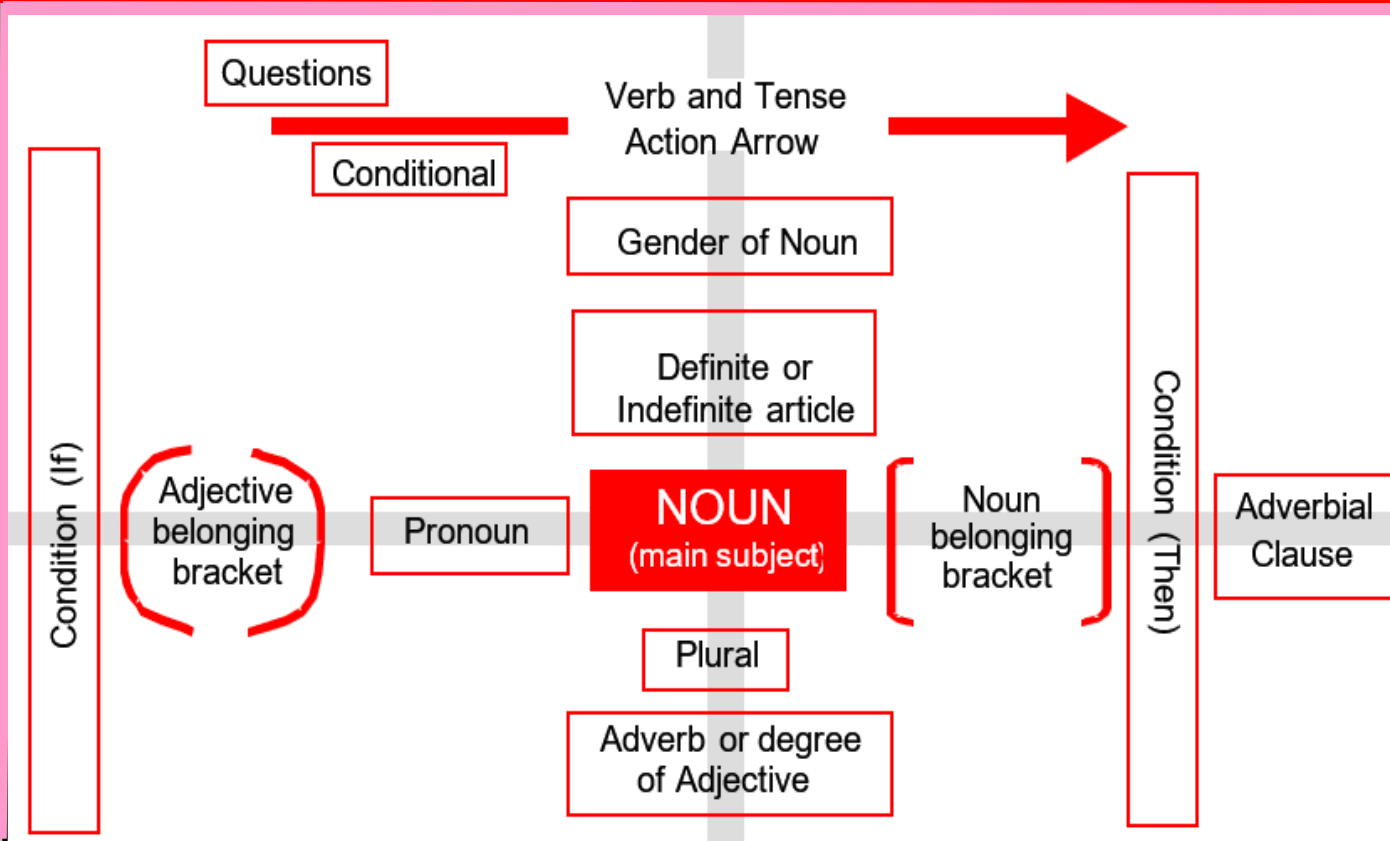 Questions
Verb and Tense
Action Arrow
Conditional
Gender of Noun
Definite or
Indefinite article
Condition (If)
Adjective
belonging
bracket
Pronoun
NOUN
(main subject)
Noun
belonging
bracket
Condition (Then)
Adverbial
Clause
Plural
Adverb or degree
of Adjective